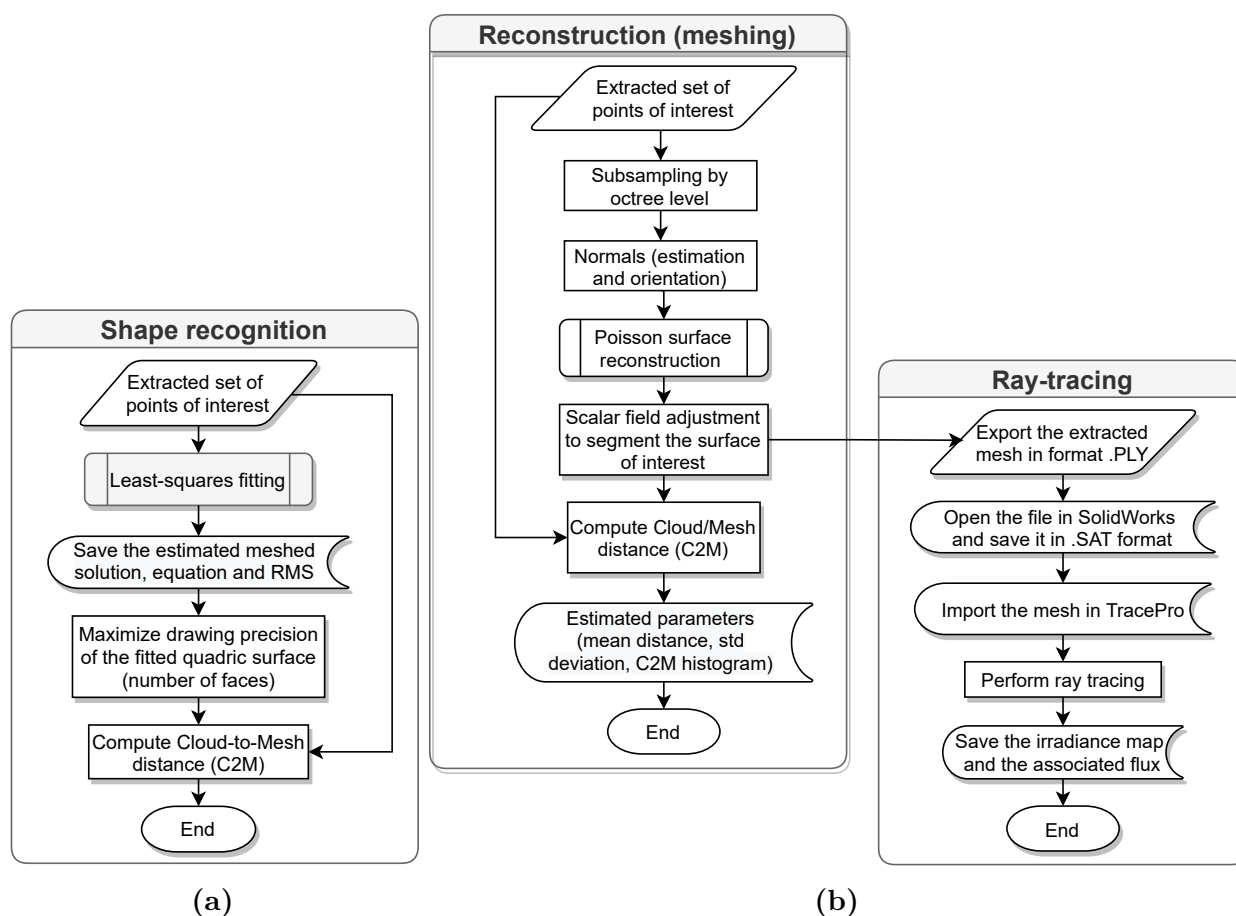 Shape recognition
Extracted set of
points of interest
Least-squares fitting
Save the estimated meshed
solution, equation and RMS
Maximize drawing precision
of the fitted quadric surface
(number of faces)
Compute Cloud-to-Mesh
distance (C2M)
End
(a)
Reconstruction (meshing)
Extracted set of
points of interest
Subsampling by
octree level
Normals (estimation
and orientation)
Poisson surface
reconstruction
Scalar field adjustment
to segment the surface
of interest
Compute Cloud/Mesh
distance (C2M)
Estimated parameters
(mean distance, std
deviation, C2M histogram)
End
Ray-tracing
Export the extracted
mesh in format .PLY
Open the file in SolidWorks
and save it in .SAT format
Import the mesh in TracePro
Perform ray tracing
Save the irradiance map
and the associated flux
End
(b)